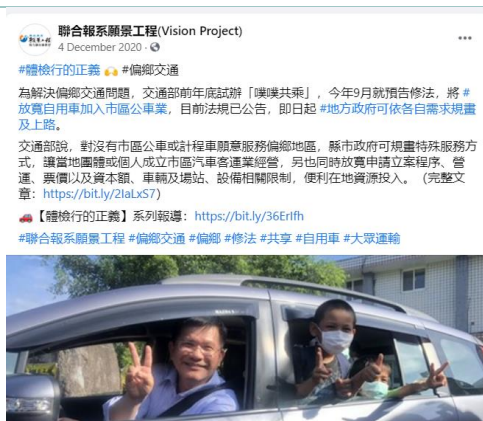 聯合報系願景工程(Vision Project)
4 December 2020
#體檢行的正義 🙌 #偏鄉交通
為解決偏鄉交通問題，交通部前年底試辦「噗噗共乘」，今年9月就預告修法，將 #
放寬自用車加入市區公車業，目前法規已公告，即日起 #地方政府可依各自需求規畫
及上路。
交通部說，對沒有市區公車或計程車願意服務偏鄉地區，縣市政府可規畫特殊服務方
式，讓當地團體或個人成立市區汽車客運業經營，另也同時放寬申請立案程序、營
運、票價以及資本額、車輛及場站、設備相關限制，便利在地資源投入。（完整文
章：https://bit.ly/2IaLxS7）
🚗【體檢行的正義】系列報導：https://bit.ly/36ErIfh
#聯合報系願景工程 #偏鄉交通 #偏鄉 #修法 #共享 #自用車 #大眾運輸